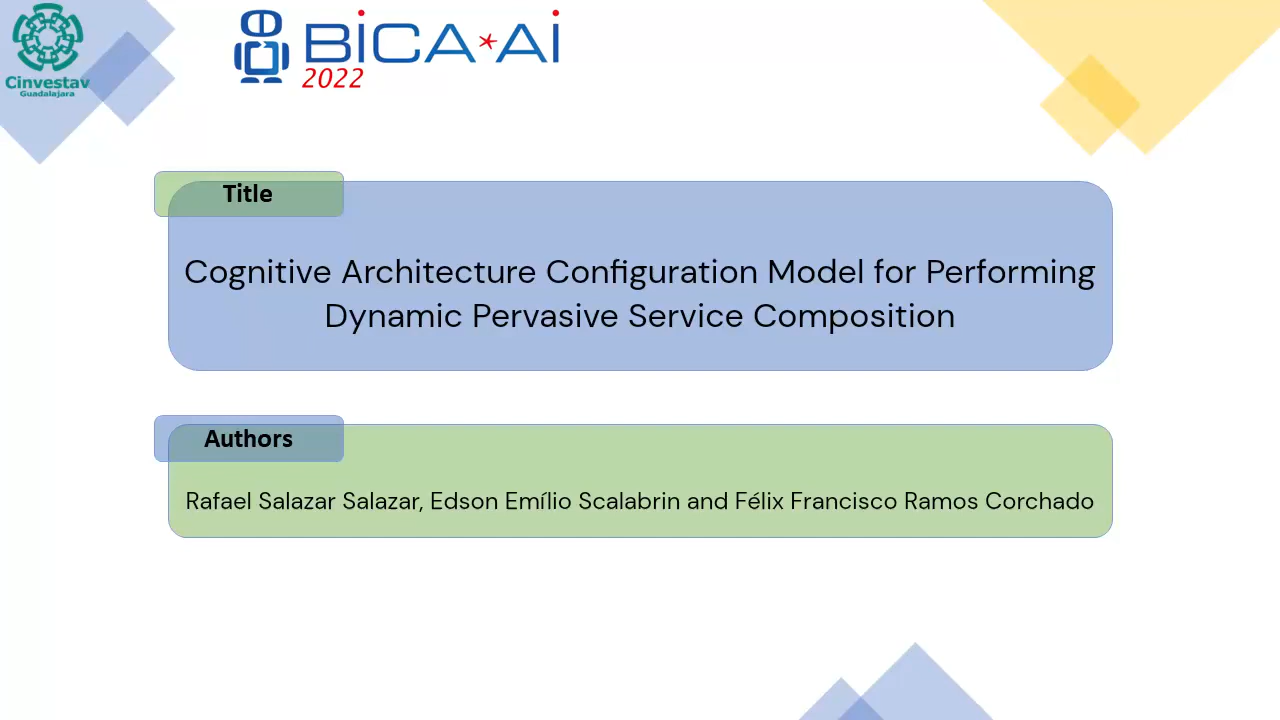 Cinvestav
Guadalajara
BiCA*Ai
2022
Title
Cognitive Architecture Configuration Model for Performing
Dynamic Pervasive Service Composition
Authors
Rafael Salazar Salazar, Edson Emílio Scalabrin and Félix Francisco Ramos Corchado